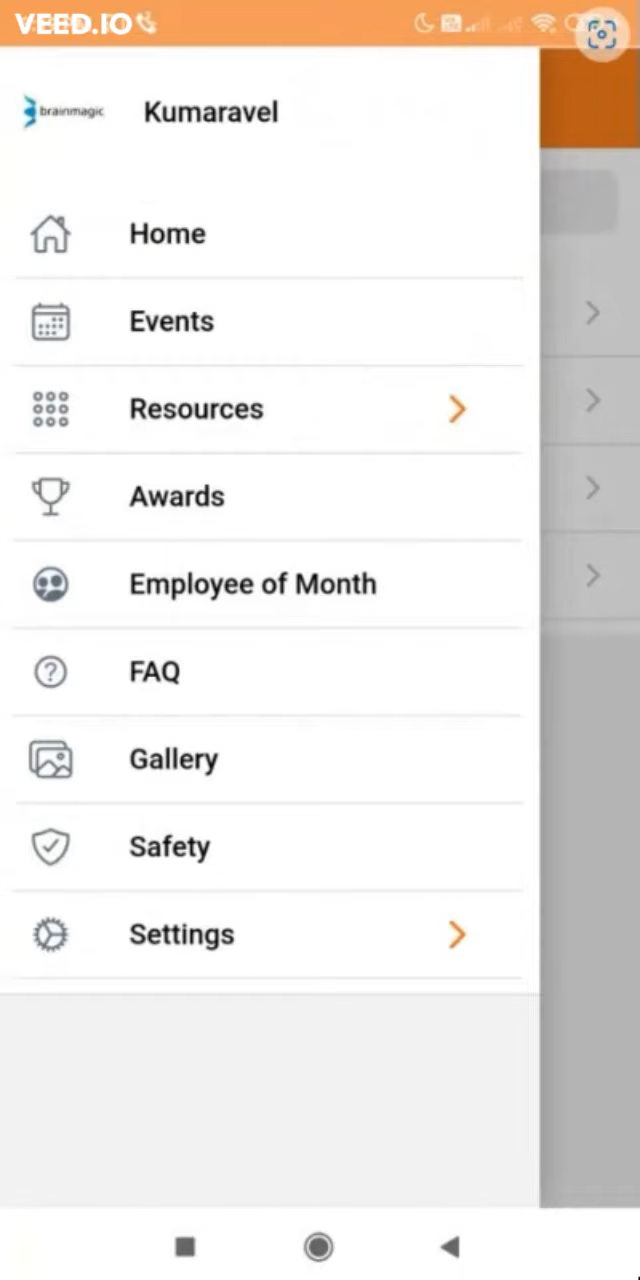 VEED.IO
brainmagic
Kumaravel
Home
Events
Resources
Awards
Employee of Month
FAQ
Gallery
Safety
Settings